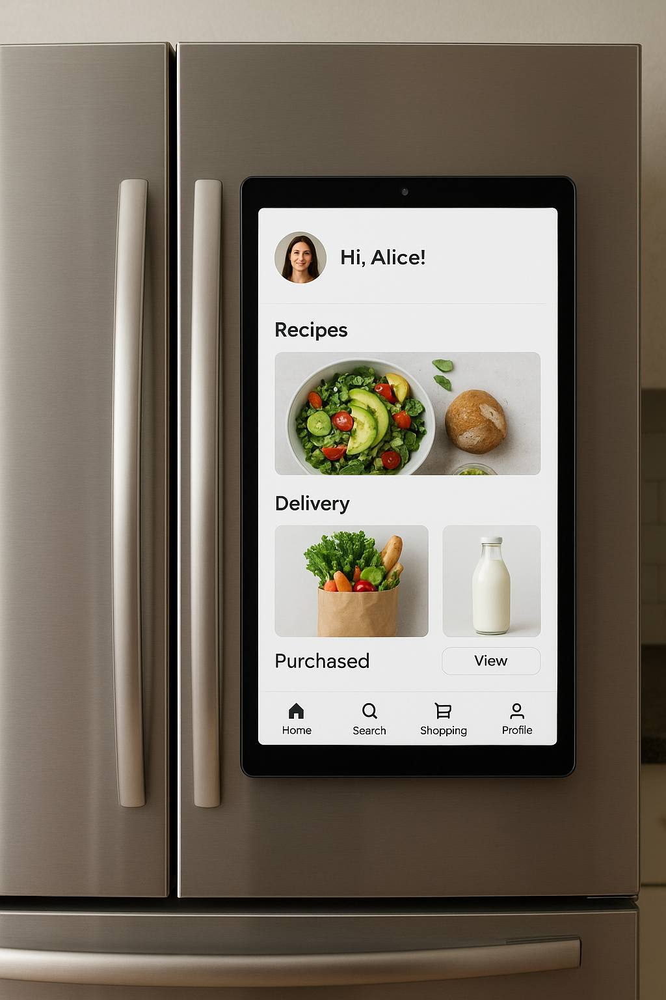 Hi, Alice!
Recipes
Delivery
Purchased
View
Home
Search
Shopping
Profile